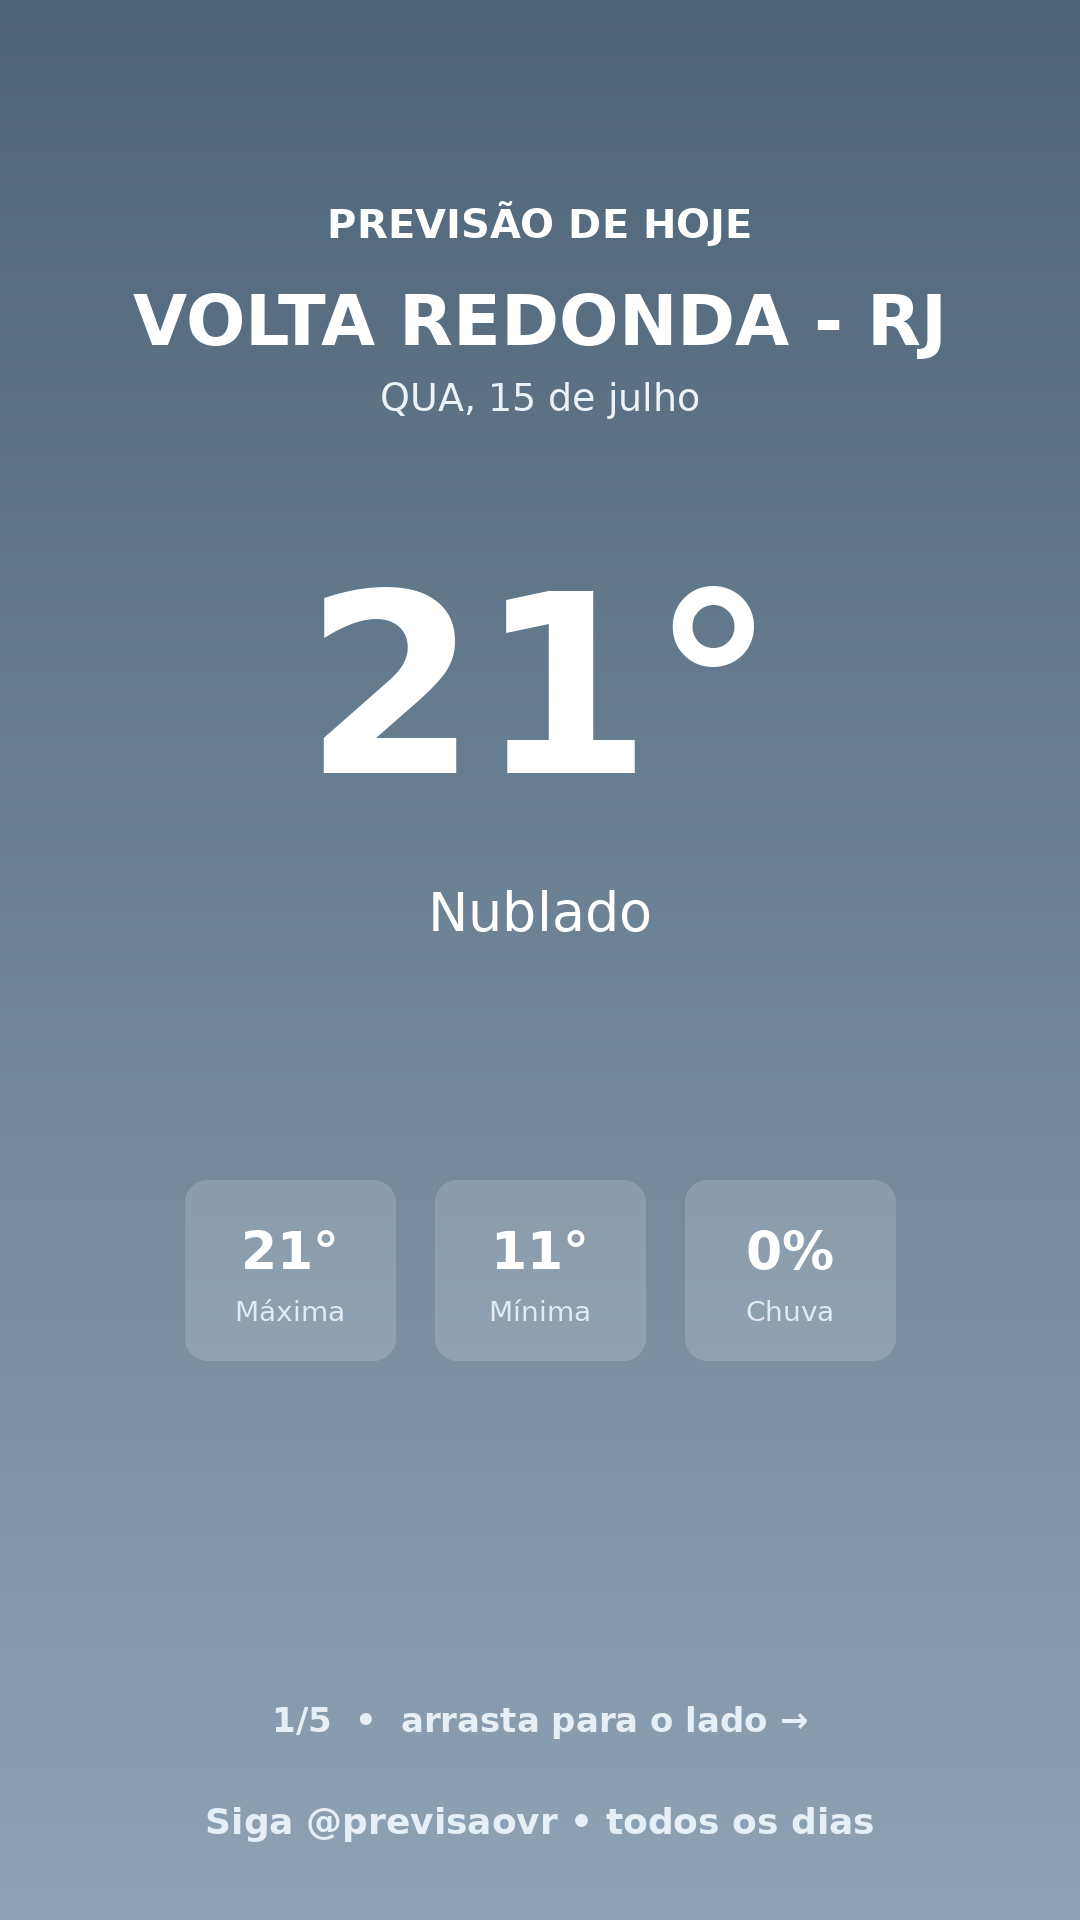 PREVISÃO DE HOJE
VOLTA REDONDA - RJ
QUA, 15 de julho
21°
Nublado
21° 11° 0%
Máxima Mínima Chuva
1/5 • arrasta para o lado →
Siga @previsaovr • todos os dias